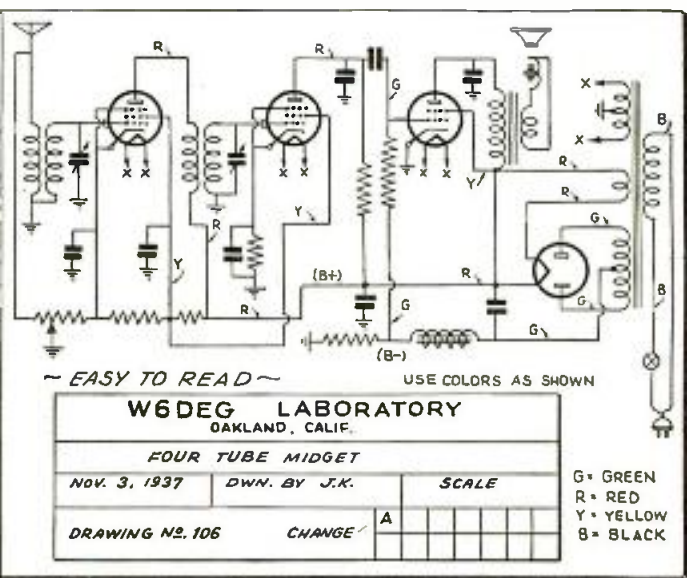 R
R
G
R
G
X
X
B
X X
X X
X X
Y
R
R
Y
R
G
Y
(B+)
R
B
R
G
G
G
(B-)
~ EASY TO READ ~
USE COLORS AS SHOWN
W6DEG LABORATORY
OAKLAND, CALIF.
FOUR TUBE MIDGET
NOV. 3, 1937 DWN. BY J.K. SCALE
DRAWING NO. 106 CHANGE A
G = GREEN
R = RED
Y = YELLOW
B = BLACK